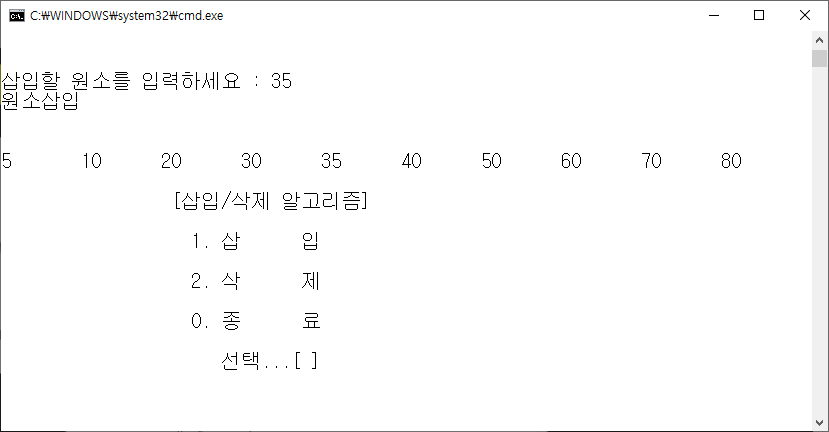 C:₩WINDOWS₩system32₩cmd.exe
삽입할 원소를 입력하세요 : 35
원소삽입
5 10 20 30 35 40 50 60 70 80
[삽입/삭제 알고리즘]
1. 삽 입
2. 삭 제
0. 종 료
선택...[ ]